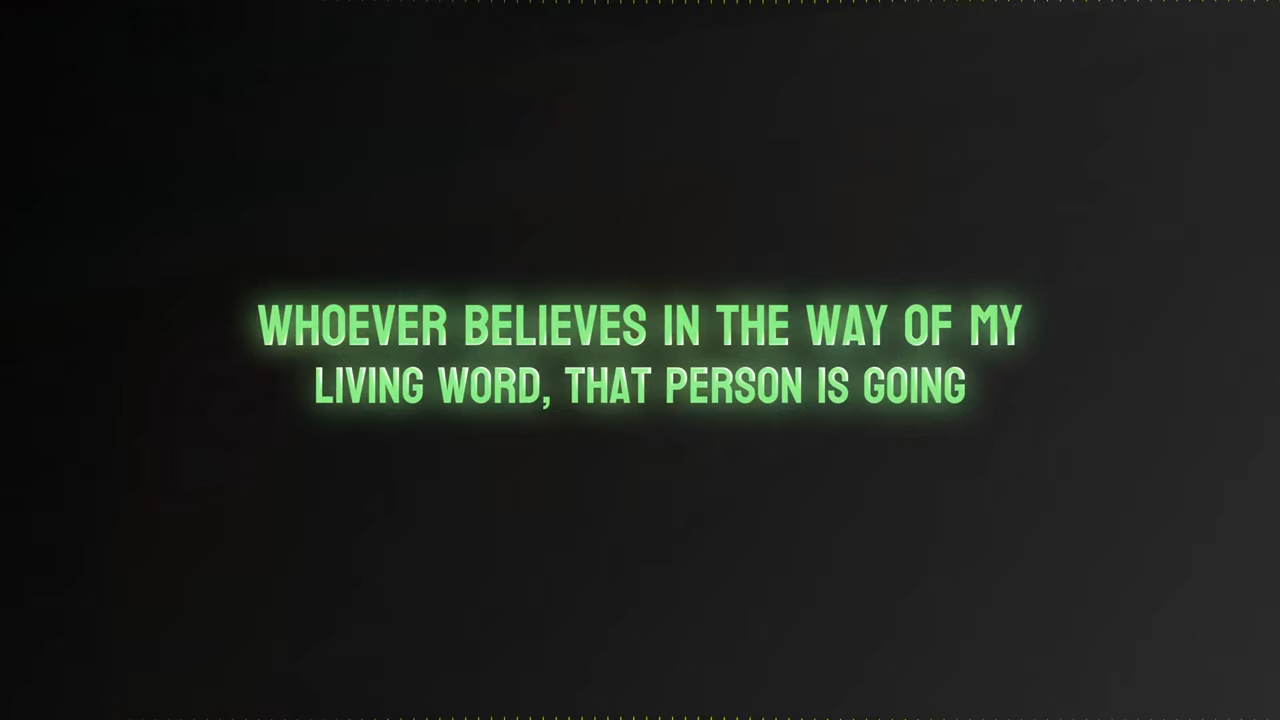 WHOEVER BELIEVES IN THE WAY OF MY
LIVING WORD, THAT PERSON IS GOING